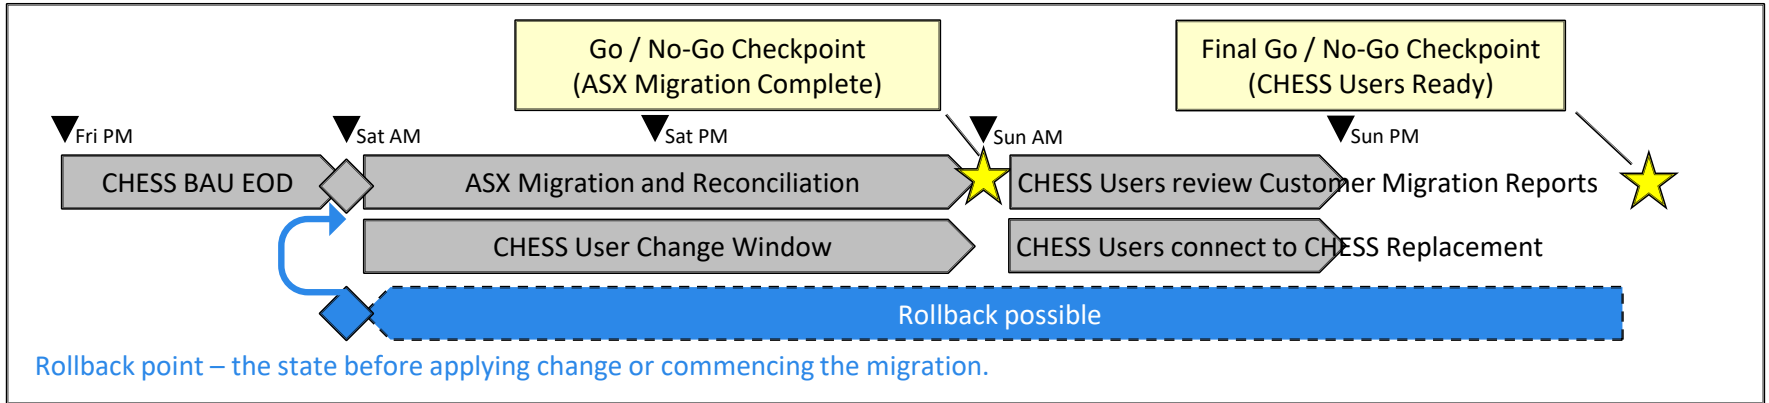 Go / No-Go Checkpoint
(ASX Migration Complete)
Final Go / No-Go Checkpoint
(CHESS Users Ready)
Fri PM
Sat AM
Sat PM
Sun AM
Sun PM
CHESS BAU EOD
ASX Migration and Reconciliation
CHESS Users review Customer Migration Reports
CHESS User Change Window
CHESS Users connect to CHESS Replacement
Rollback possible
Rollback point – the state before applying change or commencing the migration.